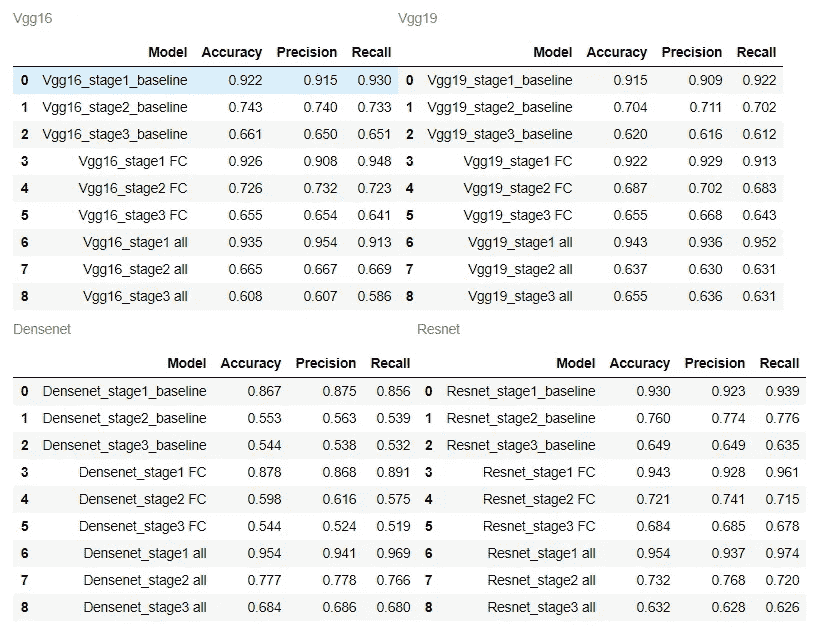 Vgg16
Model Accuracy Precision Recall
0 Vgg16_stage1_baseline 0.922 0.915 0.930
1 Vgg16_stage2_baseline 0.743 0.740 0.733
2 Vgg16_stage3_baseline 0.661 0.650 0.651
3 Vgg16_stage1 FC 0.926 0.908 0.948
4 Vgg16_stage2 FC 0.726 0.732 0.723
5 Vgg16_stage3 FC 0.655 0.654 0.641
6 Vgg16_stage1 all 0.935 0.954 0.913
7 Vgg16_stage2 all 0.665 0.667 0.669
8 Vgg16_stage3 all 0.608 0.607 0.586
Vgg19
Model Accuracy Precision Recall
0 Vgg19_stage1_baseline 0.915 0.909 0.922
1 Vgg19_stage2_baseline 0.704 0.711 0.702
2 Vgg19_stage3_baseline 0.620 0.616 0.612
3 Vgg19_stage1 FC 0.922 0.929 0.913
4 Vgg19_stage2 FC 0.687 0.702 0.683
5 Vgg19_stage3 FC 0.655 0.668 0.643
6 Vgg19_stage1 all 0.943 0.936 0.952
7 Vgg19_stage2 all 0.637 0.630 0.631
8 Vgg19_stage3 all 0.655 0.636 0.631
Densenet
Model Accuracy Precision Recall
0 Densenet_stage1_baseline 0.867 0.875 0.856
1 Densenet_stage2_baseline 0.553 0.563 0.539
2 Densenet_stage3_baseline 0.544 0.538 0.532
3 Densenet_stage1 FC 0.878 0.868 0.891
4 Densenet_stage2 FC 0.598 0.616 0.575
5 Densenet_stage3 FC 0.544 0.524 0.519
6 Densenet_stage1 all 0.954 0.941 0.969
7 Densenet_stage2 all 0.777 0.778 0.766
8 Densenet_stage3 all 0.684 0.686 0.680
Resnet
Model Accuracy Precision Recall
0 Resnet_stage1_baseline 0.930 0.923 0.939
1 Resnet_stage2_baseline 0.760 0.774 0.776
2 Resnet_stage3_baseline 0.649 0.649 0.635
3 Resnet_stage1 FC 0.943 0.928 0.961
4 Resnet_stage2 FC 0.721 0.741 0.715
5 Resnet_stage3 FC 0.684 0.685 0.678
6 Resnet_stage1 all 0.954 0.937 0.974
7 Resnet_stage2 all 0.732 0.768 0.720
8 Resnet_stage3 all 0.632 0.628 0.626